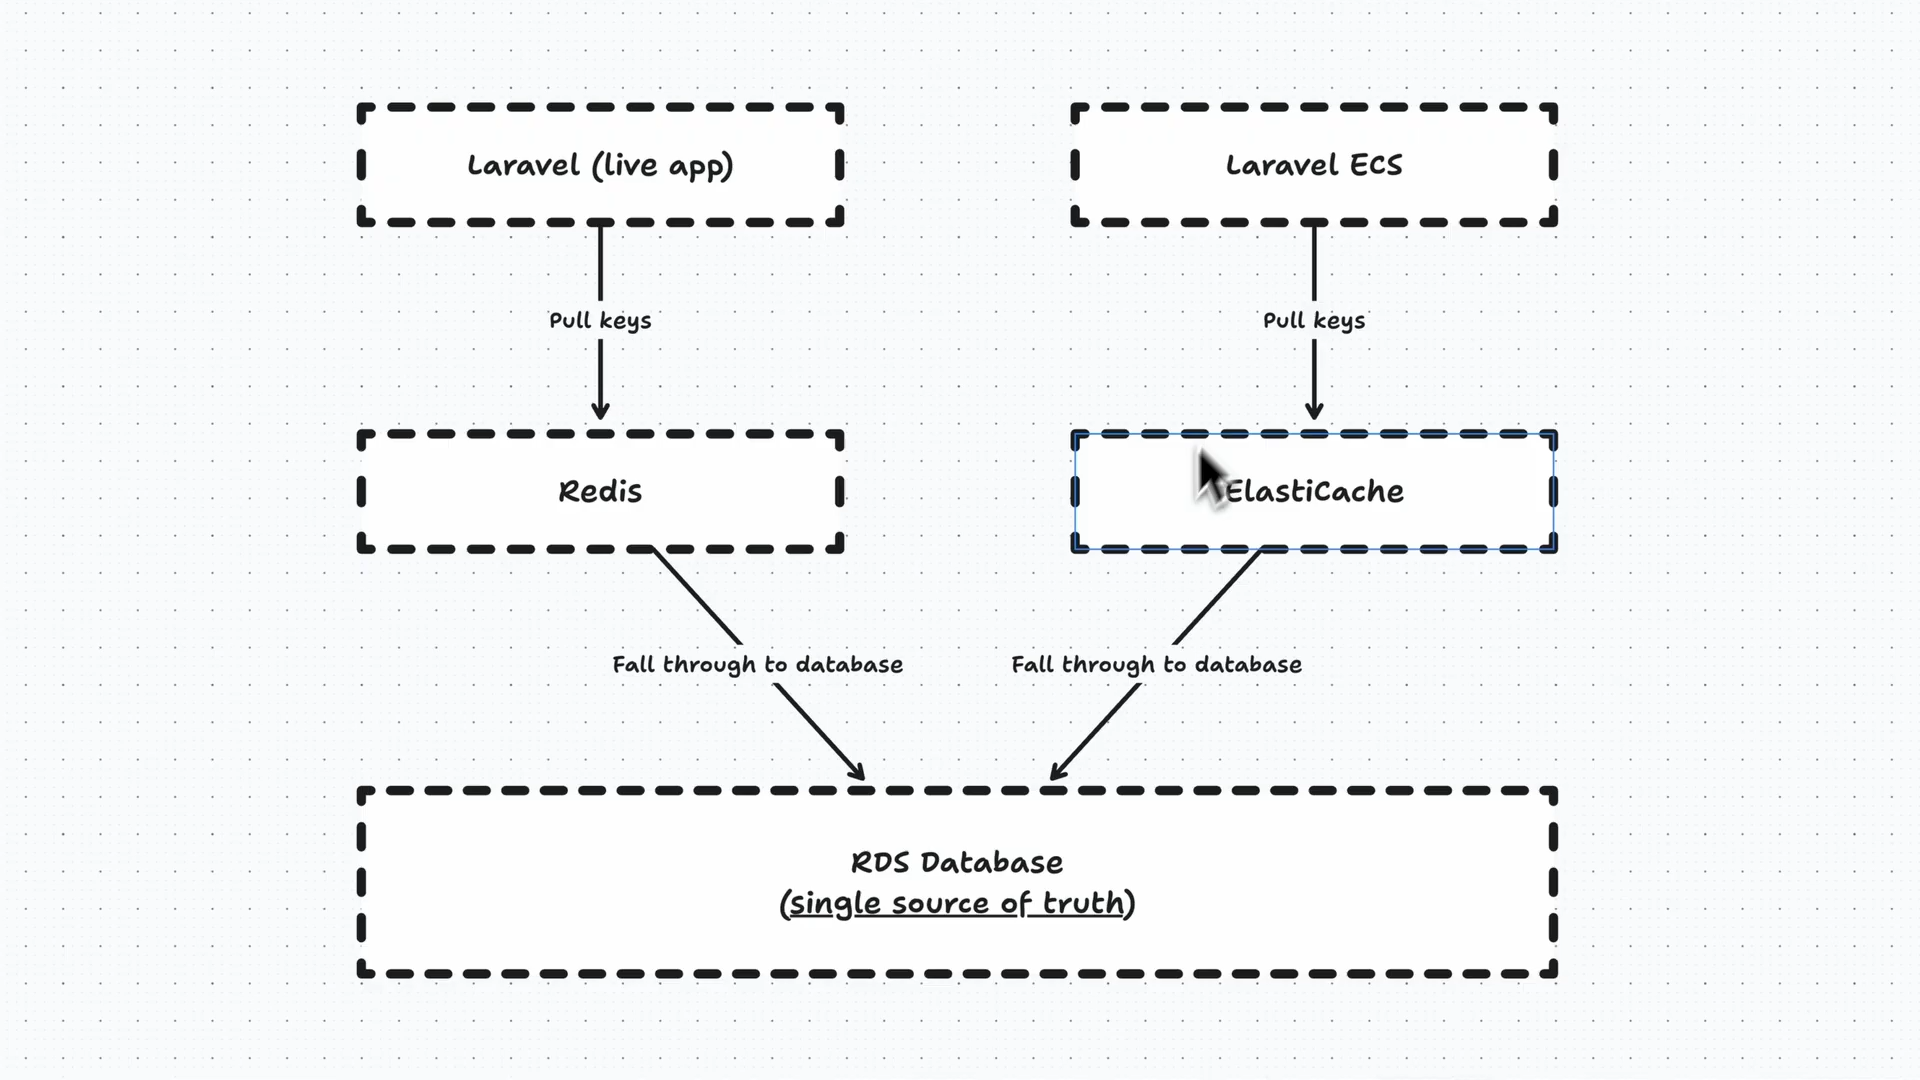 Laravel (live app)
Laravel ECS
Pull keys
Pull keys
Redis
ElastiCache
Fall through to database
Fall through to database
RDS Database
(single source of truth)